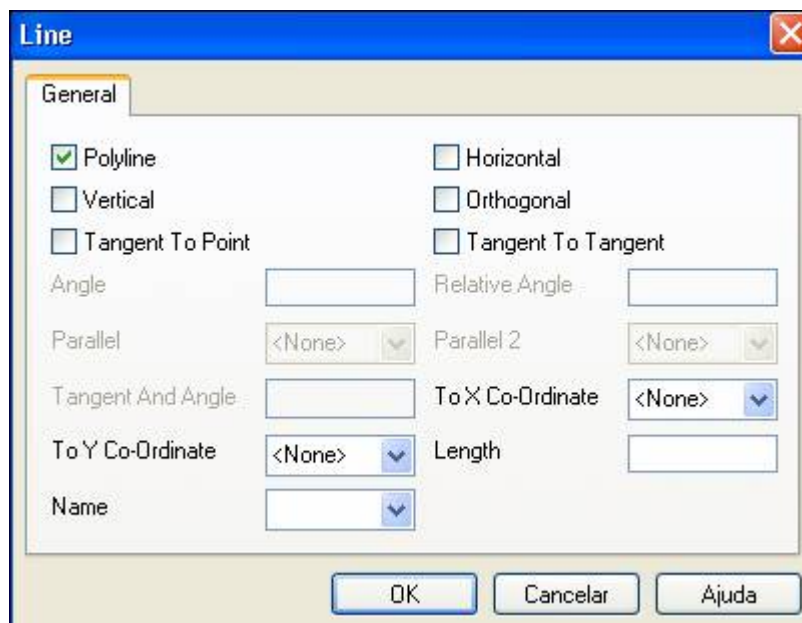 Line
General
Polyline Horizontal
Vertical Orthogonal
Tangent To Point Tangent To Tangent
Angle Relative Angle
Parallel <None> Parallel 2 <None>
Tangent And Angle To X Co-Ordinate <None>
To Y Co-Ordinate <None> Length
Name
OK Cancelar Ajuda